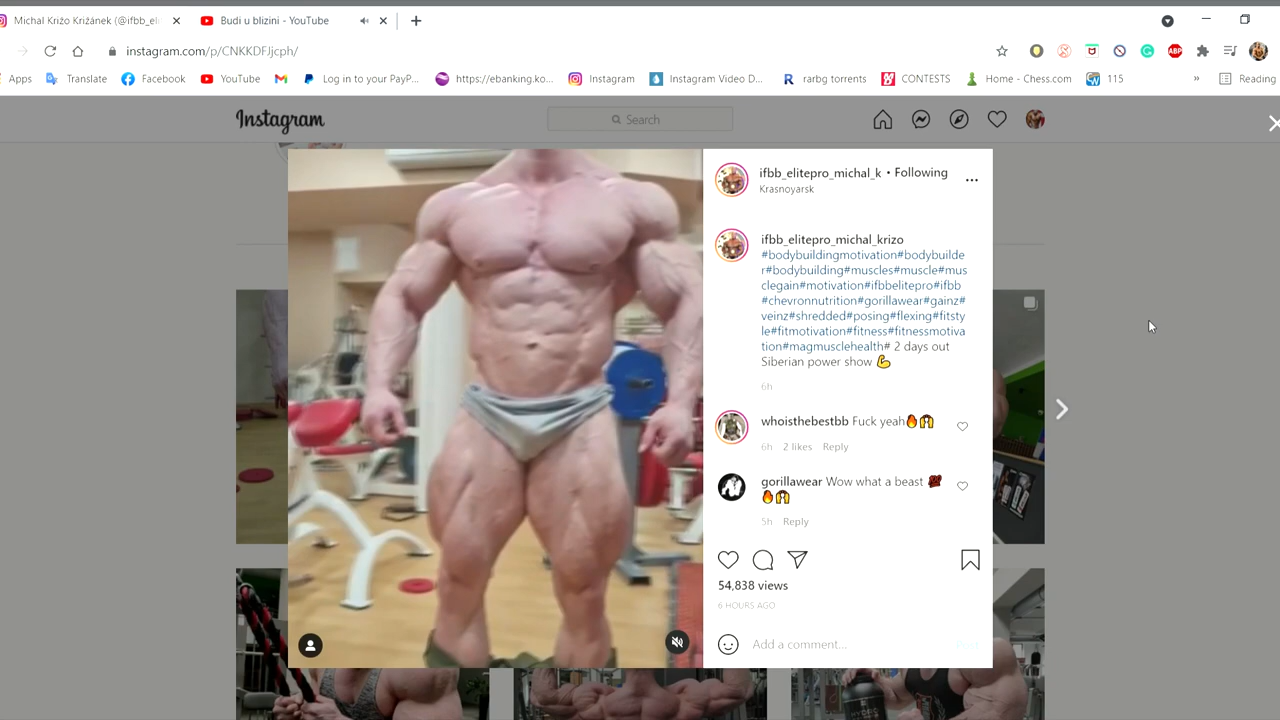 Michal Križo Križánek (@ifbb_el
Budi u blizini - YouTube
instagram.com/p/CNKKDFJjcph/
Apps
Translate
Facebook
YouTube
Log in to your PayP...
https://ebanking.ko...
Instagram
Instagram Video D...
rarbg torrents
CONTESTS
Home - Chess.com
115
»
Reading
ABP
Instagram
Search
ifbb_elitepro_michal_k • Following
Krasnoyarsk
ifbb_elitepro_michal_krizo
#bodybuildingmotivation#bodybuilde
r#bodybuilding#muscles#muscle#mus
clegain#motivation#ifbbelitepro#ifbb
#chevronnutrition#gorillawear#gainz#
veinz#shredded#posing#flexing#fitsty
le#fitmotivation#fitness#fitnessmotiva
tion#magmusclehealth# 2 days out
Siberian power show 💪
6h
whoisthebestbb Fuck yeah🔥🙌
6h 2 likes Reply
gorillawear Wow what a beast 💯
🔥🙌
5h Reply
54,838 views
6 HOURS AGO
Add a comment...
Post